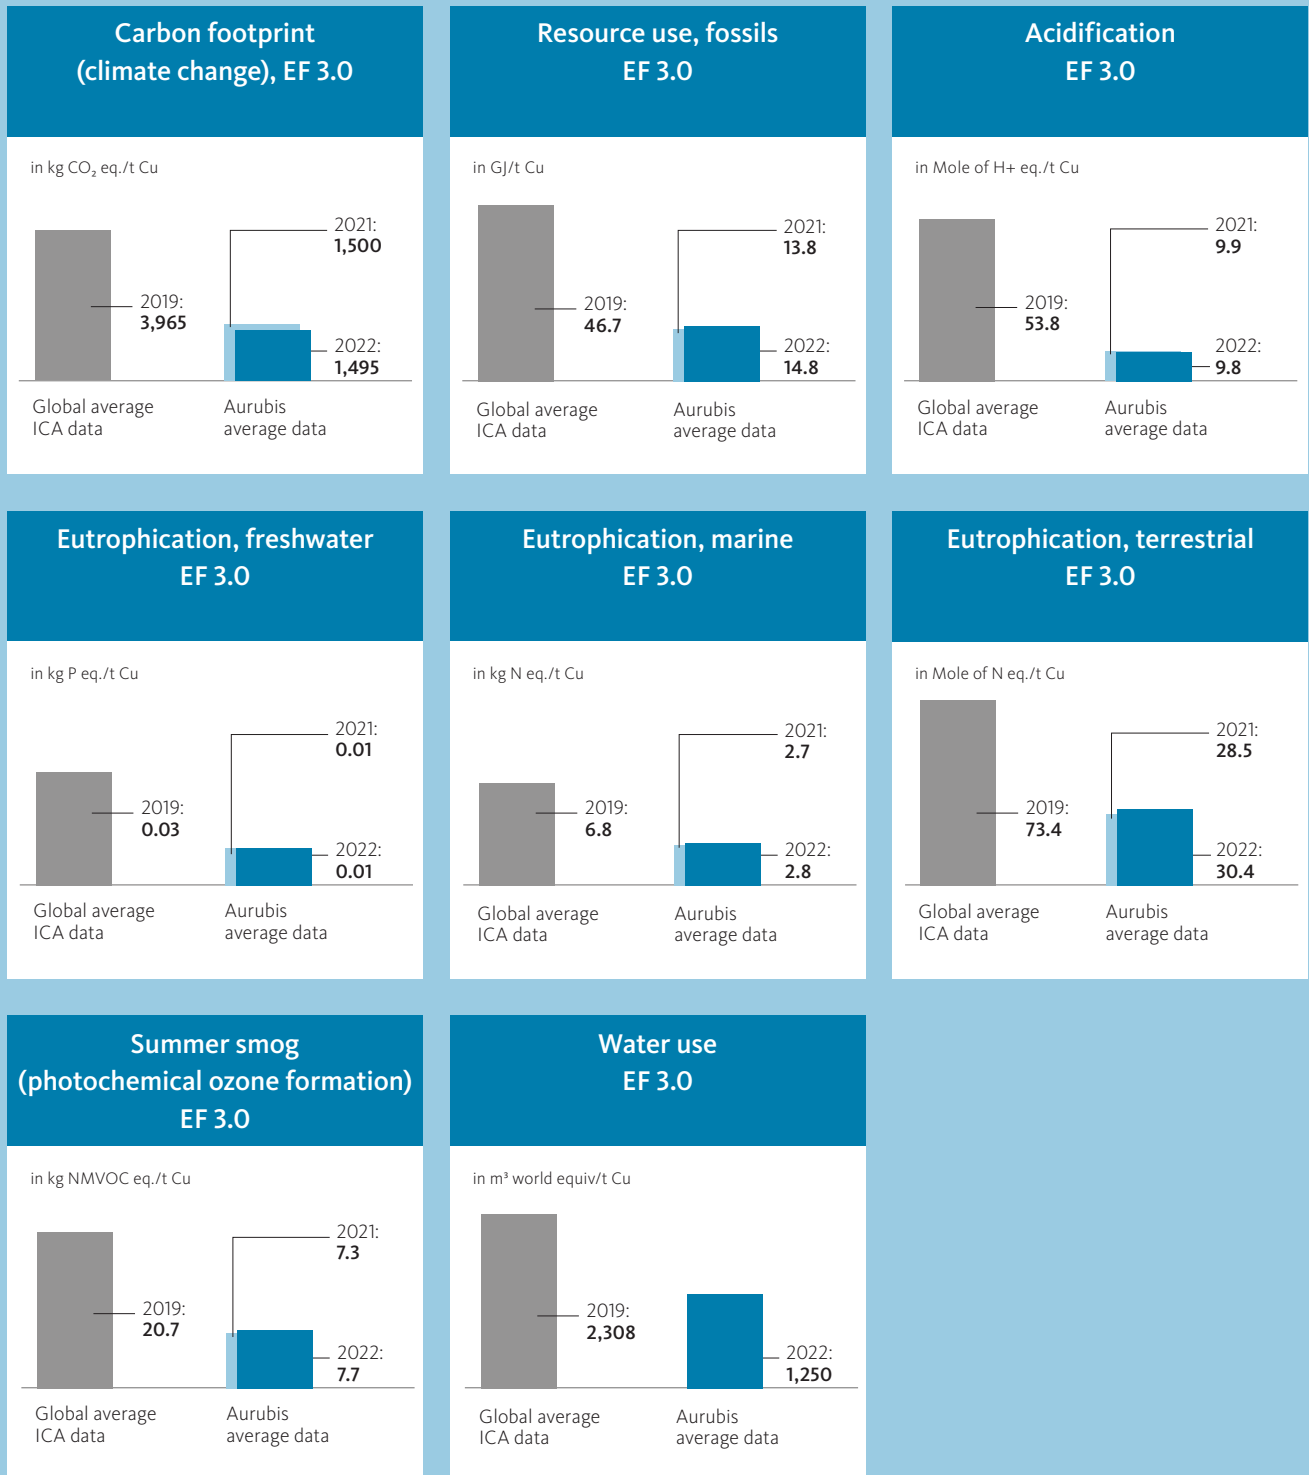 Carbon footprint
(climate change), EF 3.0
in kg CO₂ eq./t Cu
2021:
1,500
2019:
3,965
2022:
1,495
Global average
ICA data
Aurubis
average data
Resource use, fossils
EF 3.0
in GJ/t Cu
2021:
13.8
2019:
46.7
2022:
14.8
Global average
ICA data
Aurubis
average data
Acidification
EF 3.0
in Mole of H+ eq./t Cu
2021:
9.9
2019:
53.8
2022:
9.8
Global average
ICA data
Aurubis
average data
Eutrophication, freshwater
EF 3.0
in kg P eq./t Cu
2021:
0.01
2019:
0.03
2022:
0.01
Global average
ICA data
Aurubis
average data
Eutrophication, marine
EF 3.0
in kg N eq./t Cu
2021:
2.7
2019:
6.8
2022:
2.8
Global average
ICA data
Aurubis
average data
Eutrophication, terrestrial
EF 3.0
in Mole of N eq./t Cu
2021:
28.5
2019:
73.4
2022:
30.4
Global average
ICA data
Aurubis
average data
Summer smog
(photochemical ozone formation)
EF 3.0
in kg NMVOC eq./t Cu
2021:
7.3
2019:
20.7
2022:
7.7
Global average
ICA data
Aurubis
average data
Water use
EF 3.0
in m³ world equiv/t Cu
2019:
2,308
2022:
1,250
Global average
ICA data
Aurubis
average data